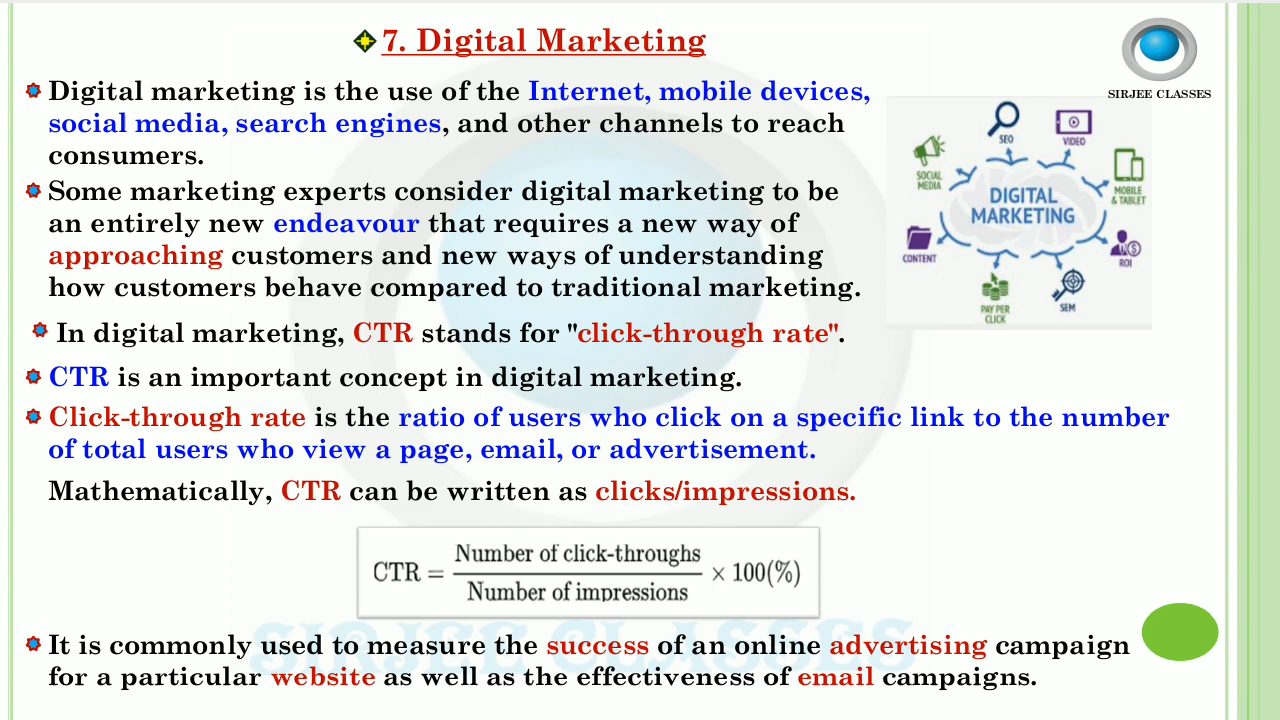 7. Digital Marketing
SIRJEE CLASSES
Digital marketing is the use of the Internet, mobile devices,
social media, search engines, and other channels to reach
consumers.
Some marketing experts consider digital marketing to be
an entirely new endeavour that requires a new way of
approaching customers and new ways of understanding
how customers behave compared to traditional marketing.
SEO
VIDEO
SOCIAL
MEDIA
MOBILE
& TABLET
DIGITAL
MARKETING
CONTENT
ROI
PAY PER
CLICK
SEM
In digital marketing, CTR stands for "click-through rate".
CTR is an important concept in digital marketing.
Click-through rate is the ratio of users who click on a specific link to the number
of total users who view a page, email, or advertisement.
Mathematically, CTR can be written as clicks/impressions.
CTR = Number of click-throughs / Number of impressions × 100(%)
SIRJEE CLASSES
It is commonly used to measure the success of an online advertising campaign
for a particular website as well as the effectiveness of email campaigns.